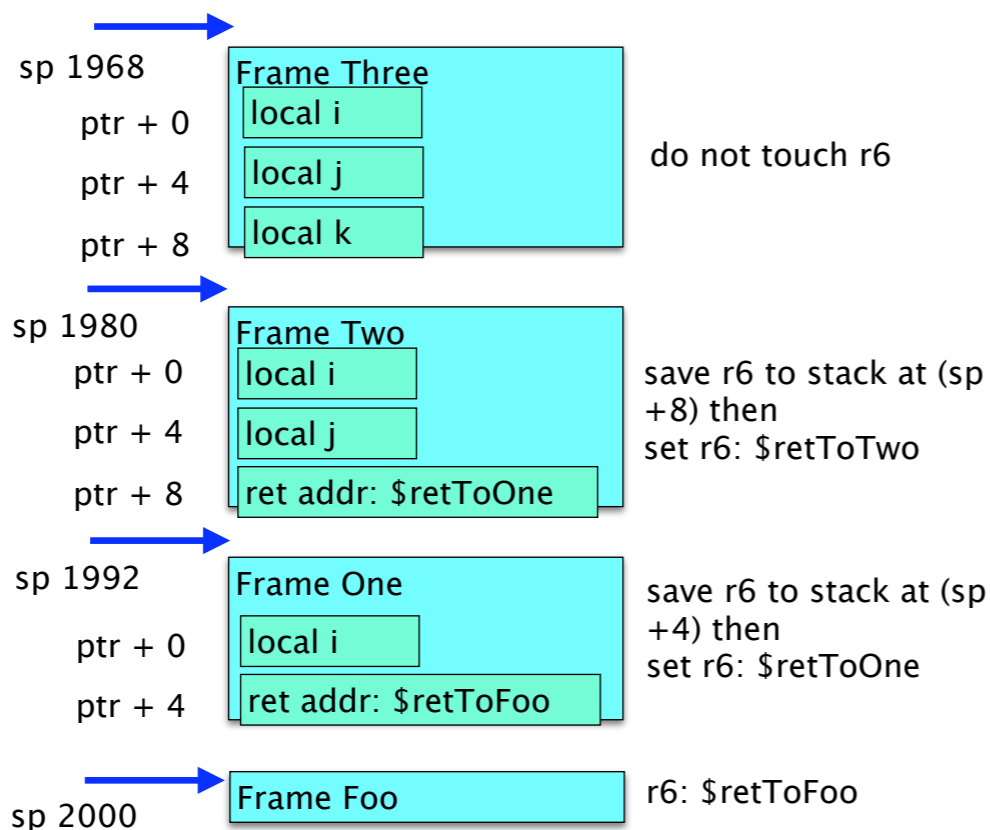 sp 1968
Frame Three
ptr + 0
local i
ptr + 4
local j
ptr + 8
local k
do not touch r6
sp 1980
Frame Two
ptr + 0
local i
ptr + 4
local j
ptr + 8
ret addr: $retToOne
save r6 to stack at (sp
+8) then
set r6: $retToTwo
sp 1992
Frame One
ptr + 0
local i
ptr + 4
ret addr: $retToFoo
save r6 to stack at (sp
+4) then
set r6: $retToOne
sp 2000
Frame Foo
r6: $retToFoo